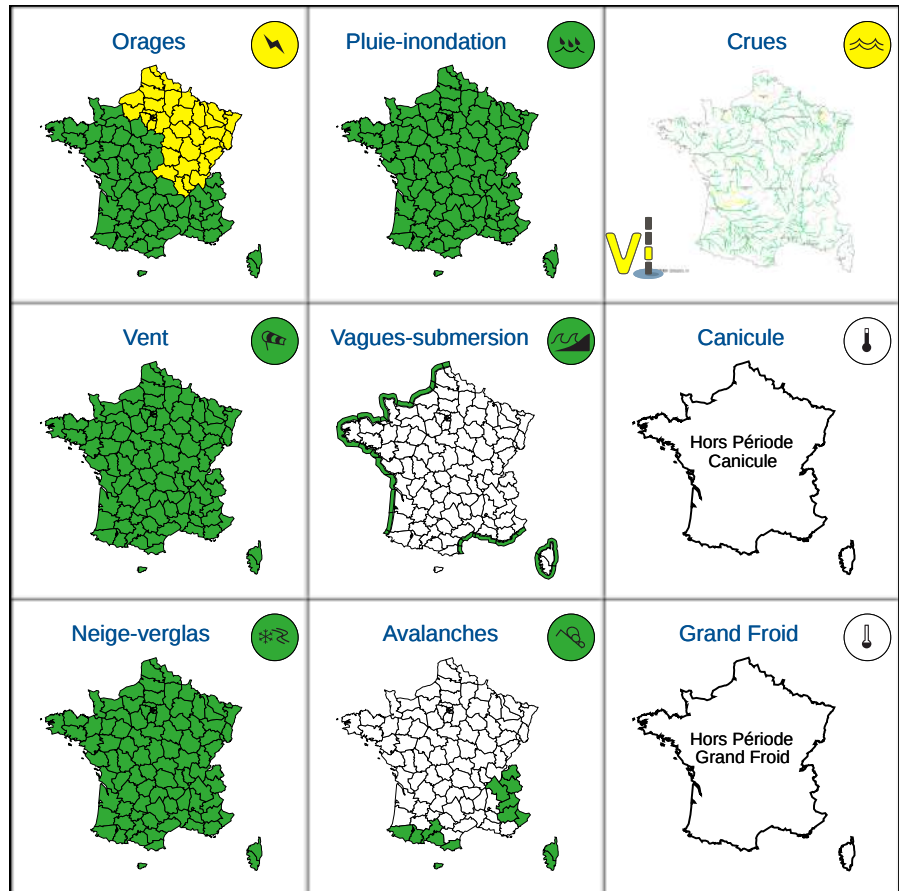 Orages
Pluie-inondation
Crues
Vi
Vent
Vagues-submersion
Canicule
Hors Période
Canicule
Neige-verglas
Avalanches
Grand Froid
Hors Période
Grand Froid